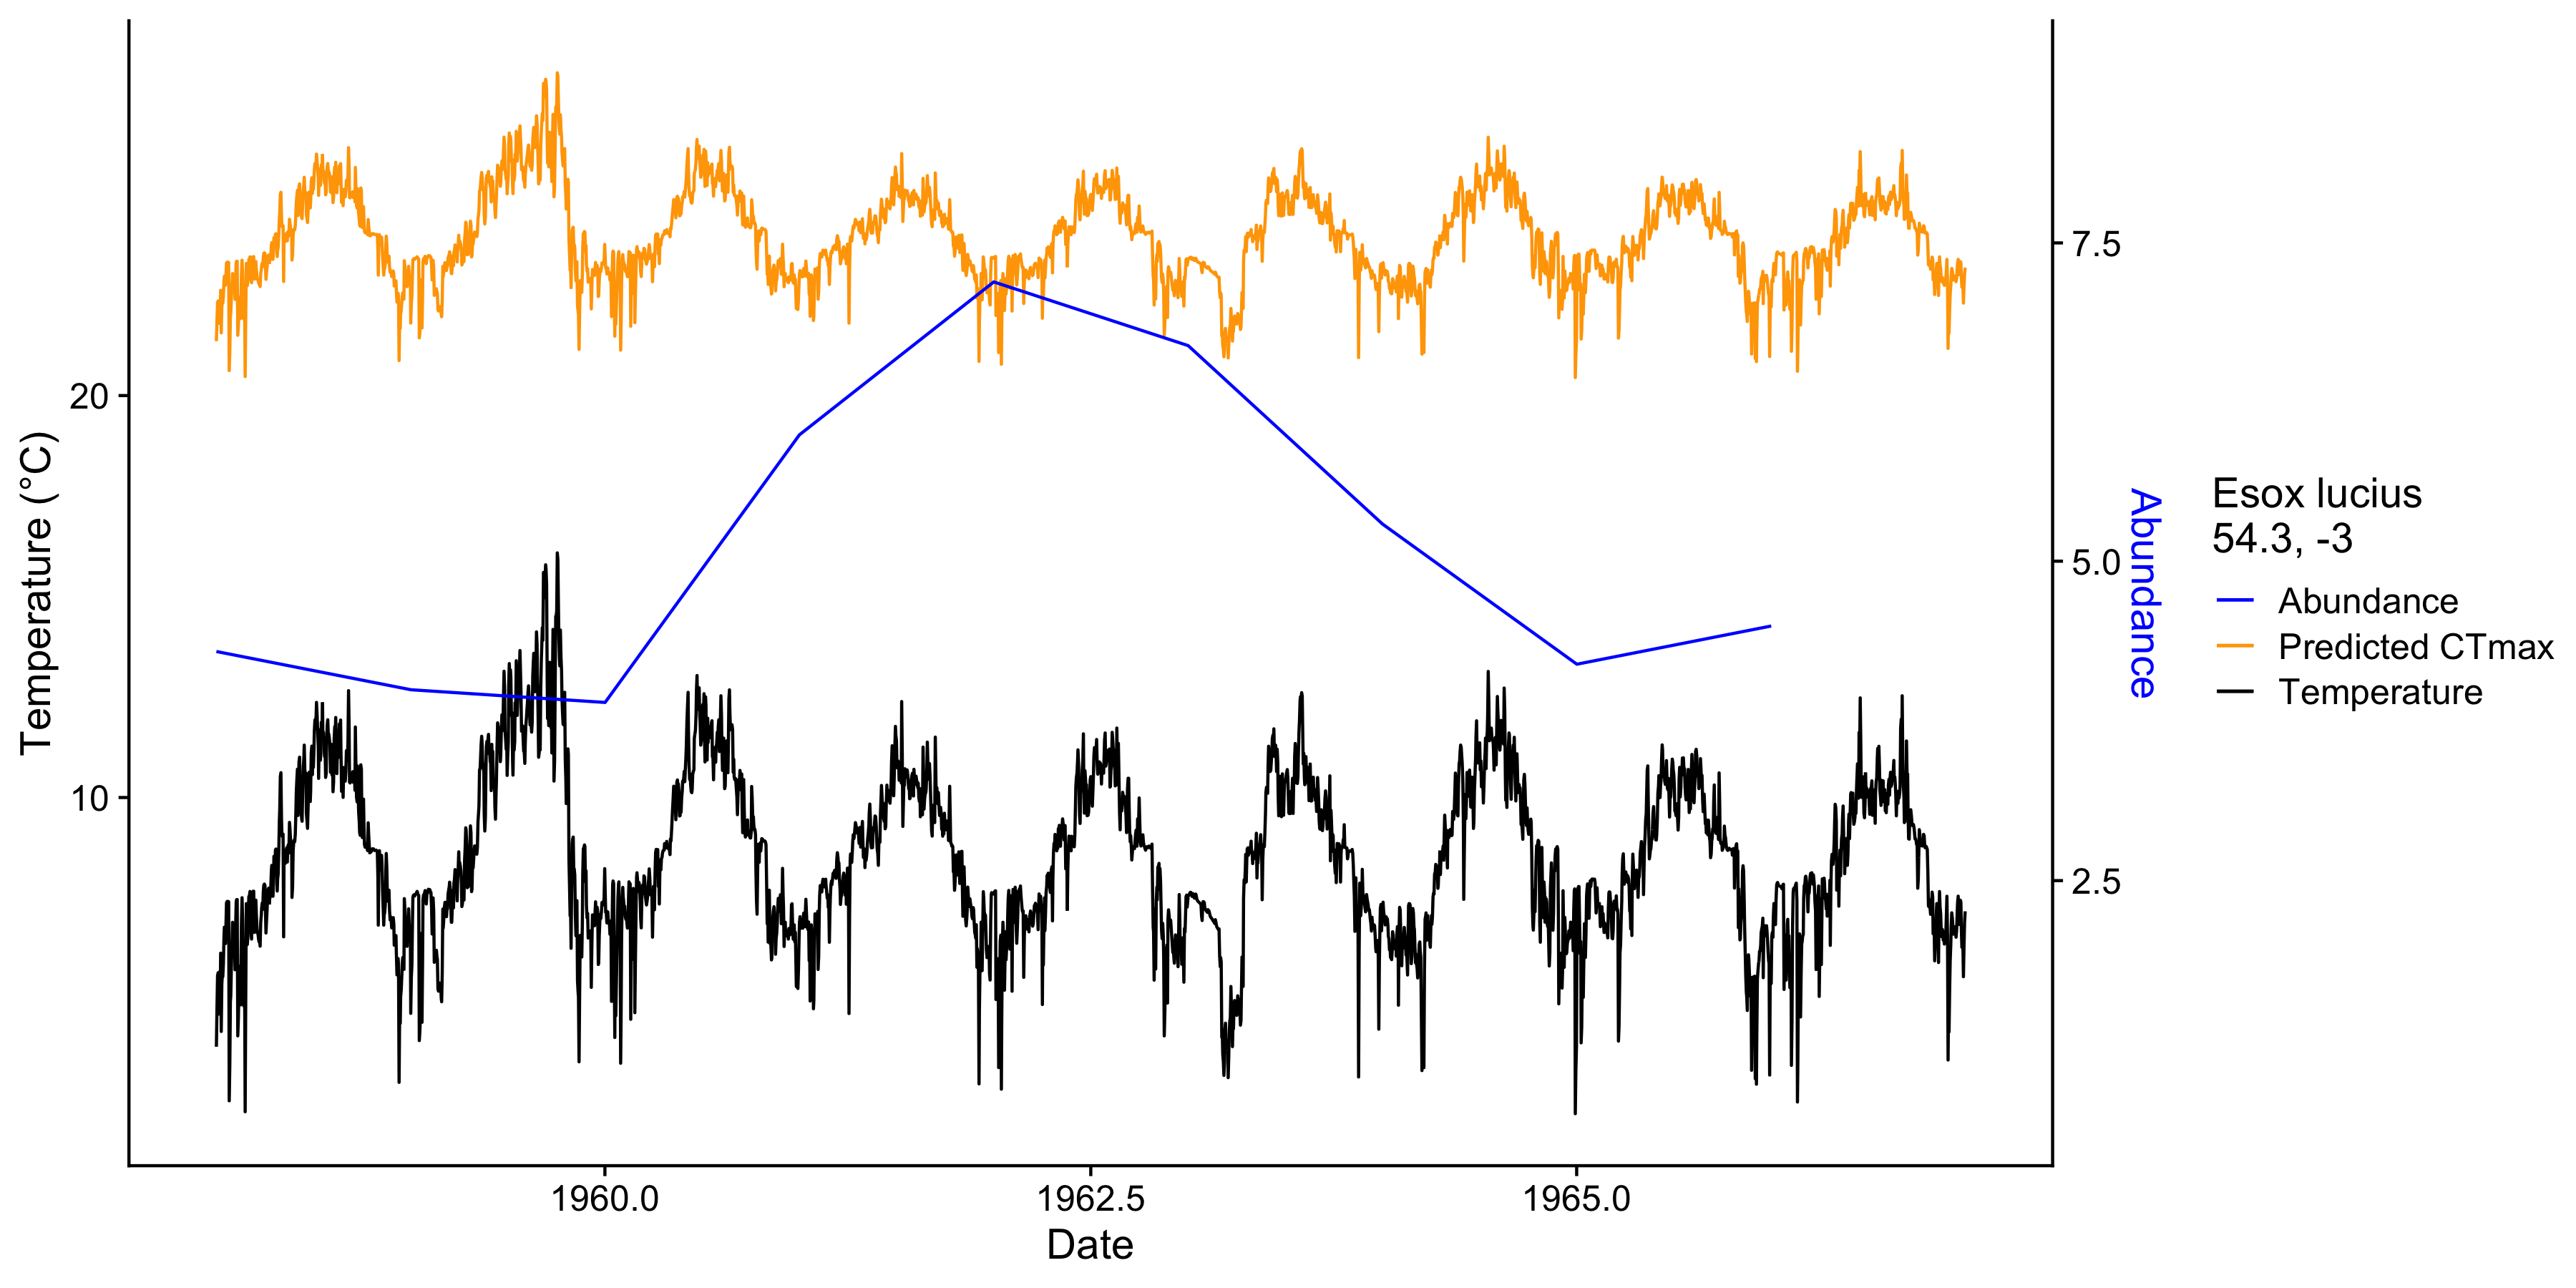 Temperature (°C)
20
10
1960.0
1962.5
1965.0
Date
7.5
5.0
2.5
Abundance
Esox lucius
54.3, -3
Abundance
Predicted CTmax
Temperature